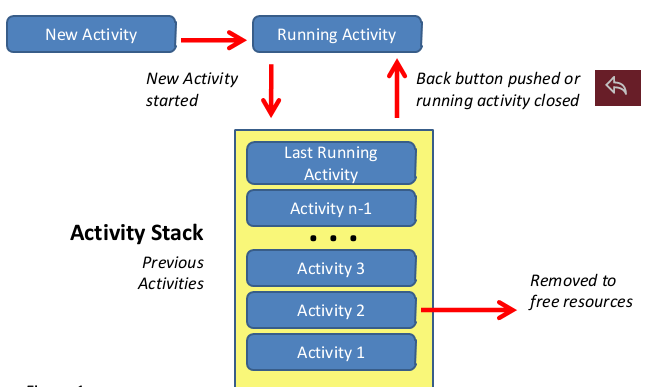 New Activity
Running Activity
New Activity
started
Back button pushed or
running activity closed
Last Running
Activity
Activity n-1
. . .
Activity Stack
Previous
Activities
Activity 3
Activity 2
Activity 1
Removed to
free resources